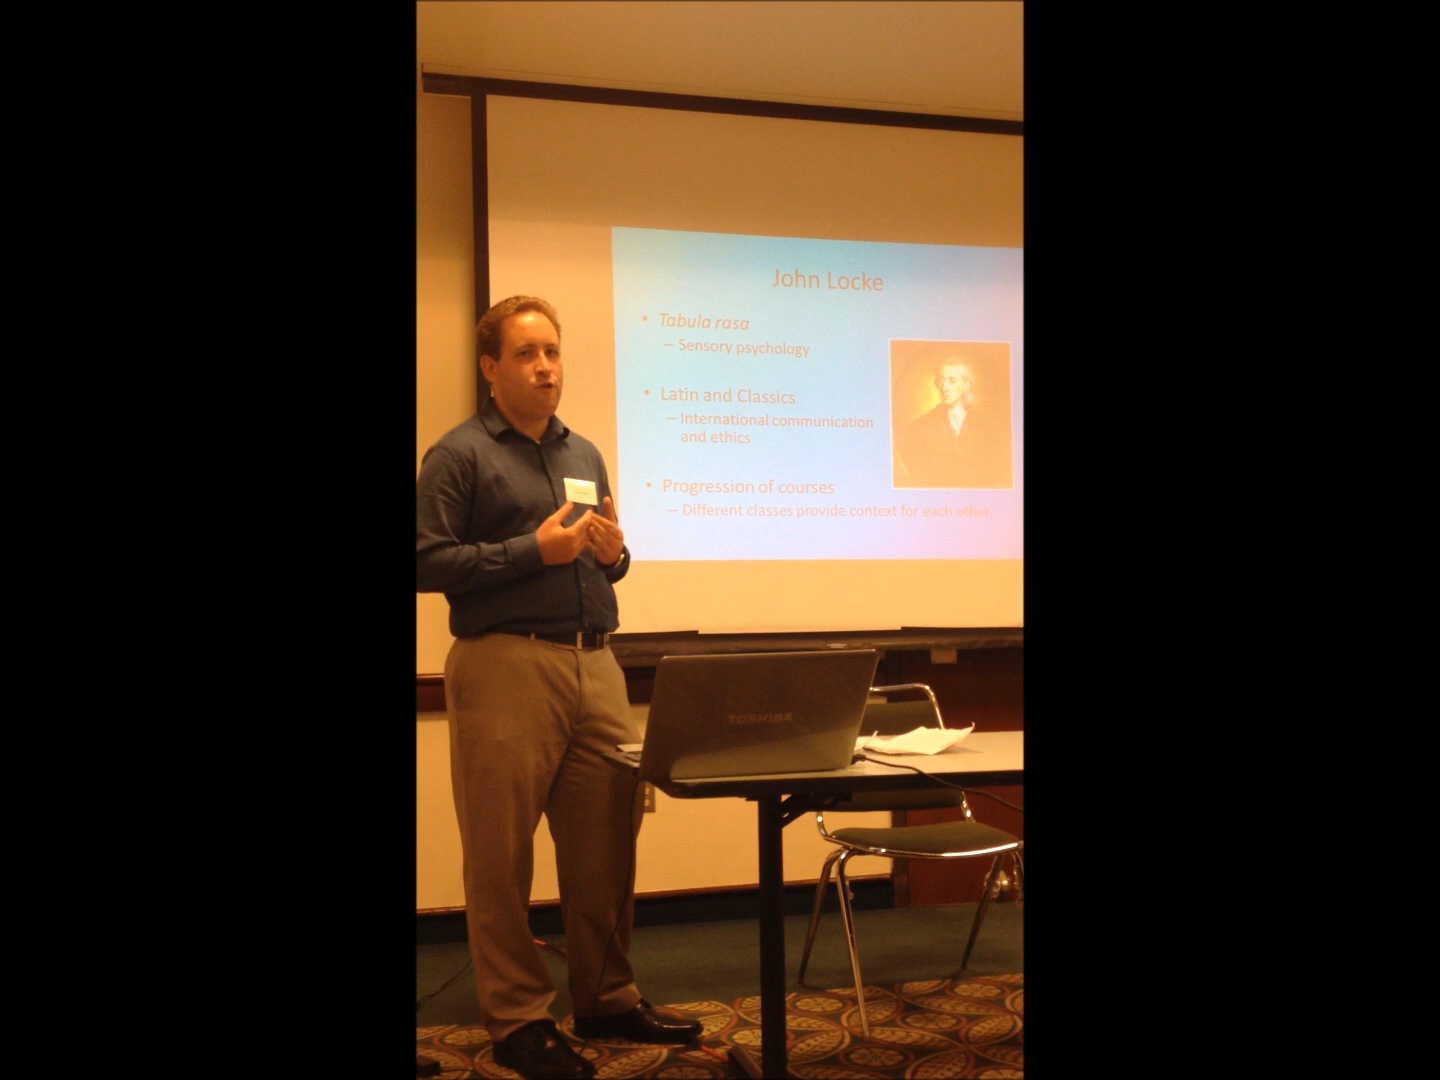 John Locke
• Tabula rasa
– Sensory psychology
• Latin and Classics
– International communication
and ethics
• Progression of courses
– Different classes provide context for each other
TOSHIBA